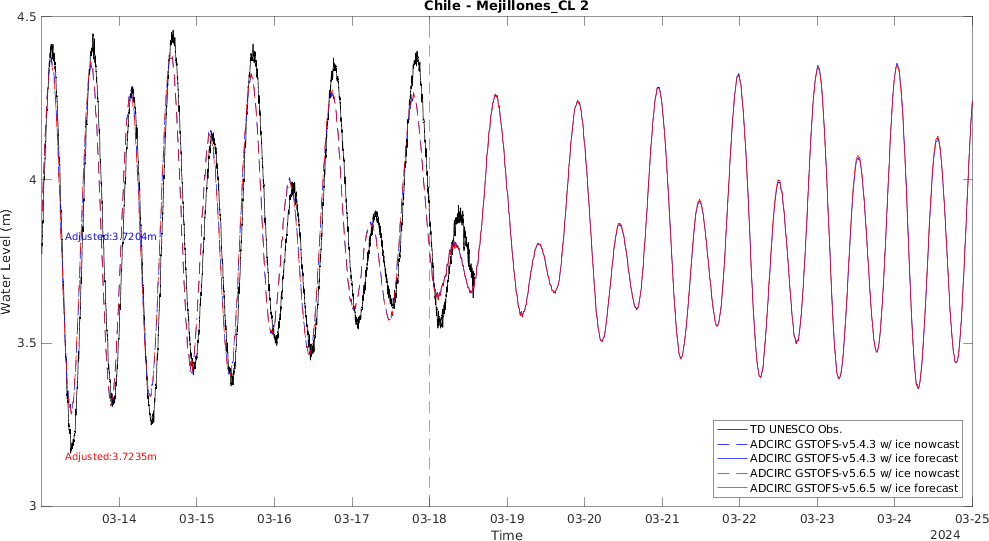 Chile - Mejillones_CL 2
4.5
4
3.5
3
Water Level (m)
Adjusted:3.7204m
Adjusted:3.7235m
TD UNESCO Obs.
ADCIRC GSTOFS-v5.4.3 w/ ice nowcast
ADCIRC GSTOFS-v5.4.3 w/ ice forecast
ADCIRC GSTOFS-v5.6.5 w/ ice nowcast
ADCIRC GSTOFS-v5.6.5 w/ ice forecast
03-14 03-15 03-16 03-17 03-18 03-19 03-20 03-21 03-22 03-23 03-24 03-25
Time
2024